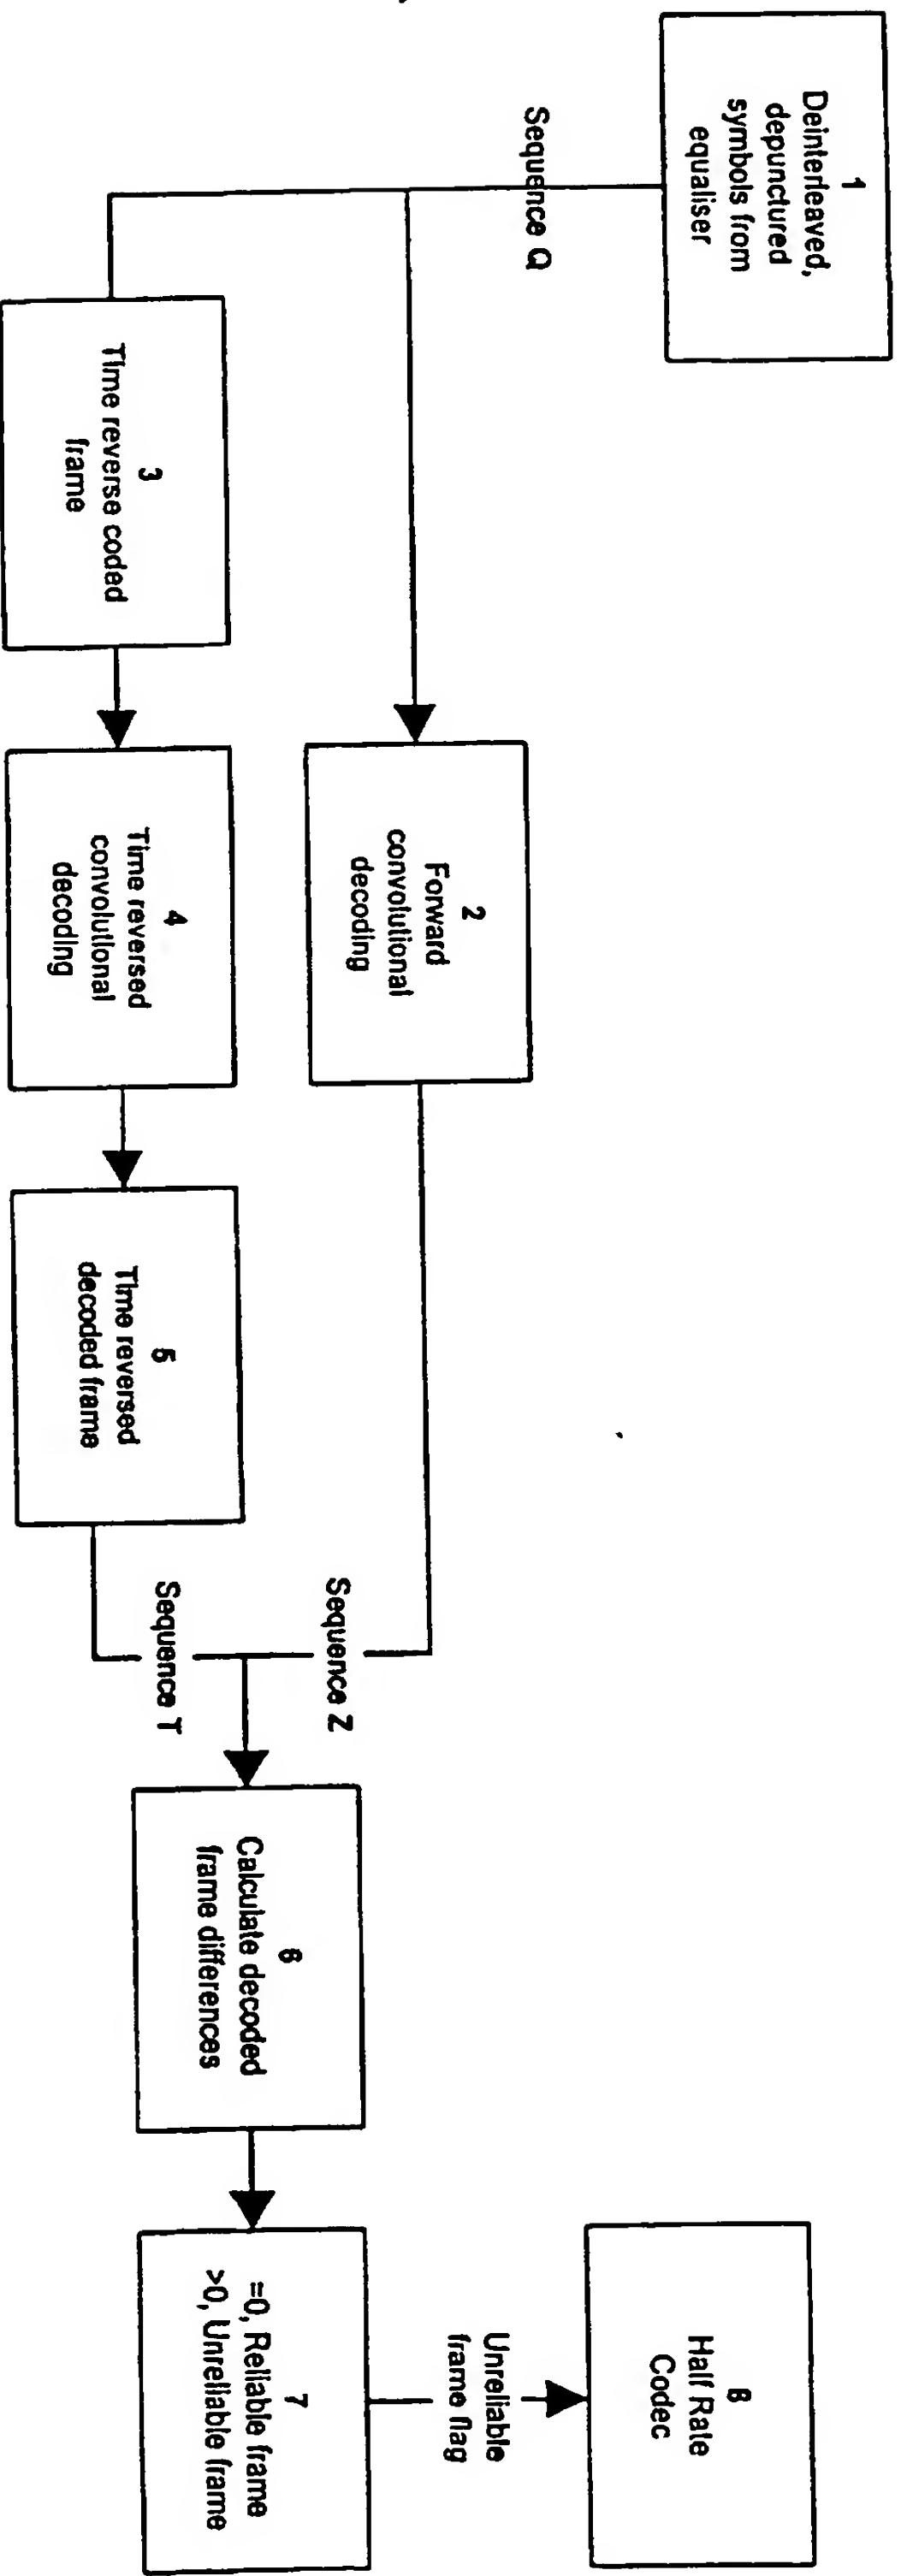 1
Deinterleaved,
depunctured
symbols from
equaliser
Sequence Q
2
Forward
convolutional
decoding
3
Time reverse coded
frame
4
Time reversed
convolutional
decoding
5
Time reversed
decoded frame
Sequence Z
Sequence T
6
Calculate decoded
frame differences
7
=0, Reliable frame
>0, Unreliable frame
Unreliable
frame flag
8
Half Rate
Codec